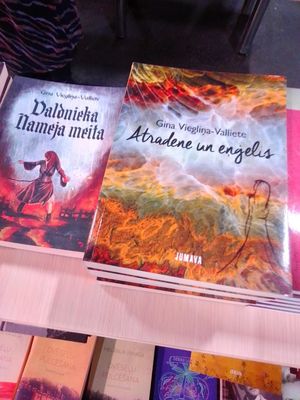 Gina Viegliņa-Valliete
Valdnieka
Nameja meita
Gina Viegliņa-Valliete
Atradene un eņģelis
JUMAVA